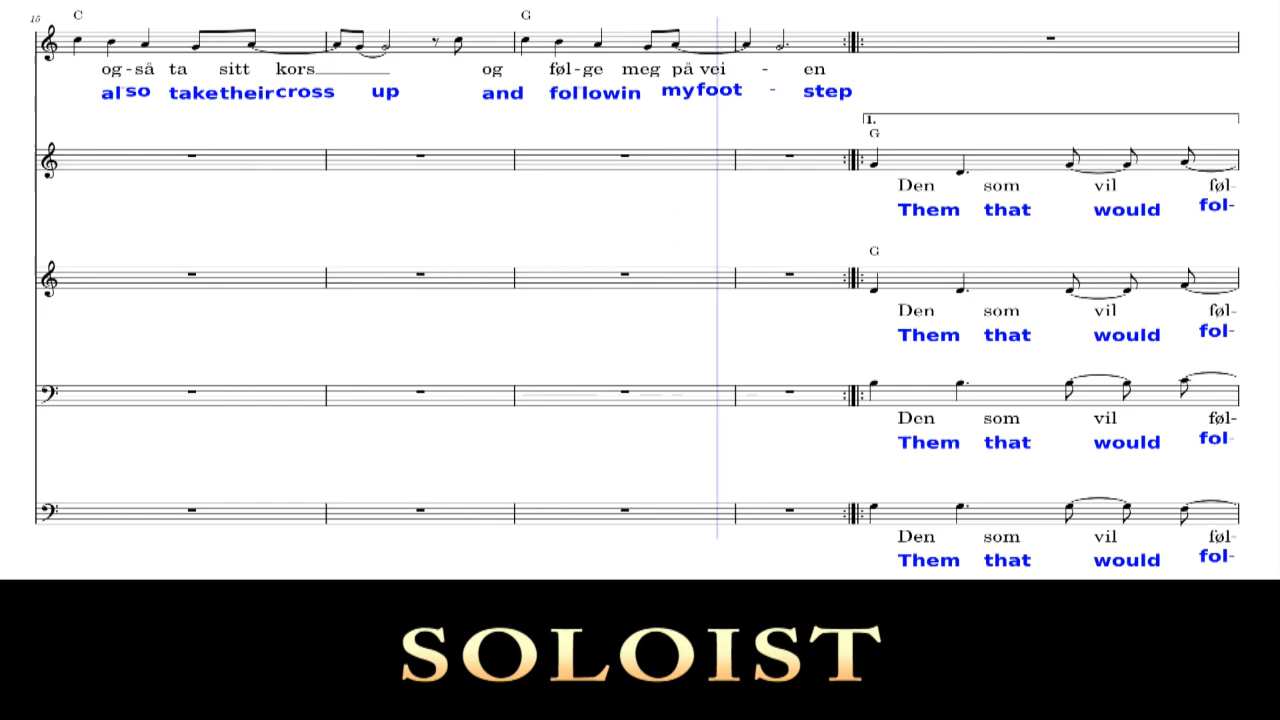 15 C G
og - så ta sitt kors og føl - ge meg på vei - en
al so take their cross up and fol low in my foot - step
1.
G
Den som vil føl-
Them that would fol-
G
Den som vil føl-
Them that would fol-
Den som vil føl-
Them that would fol-
Den som vil føl-
Them that would fol-
SOLOIST